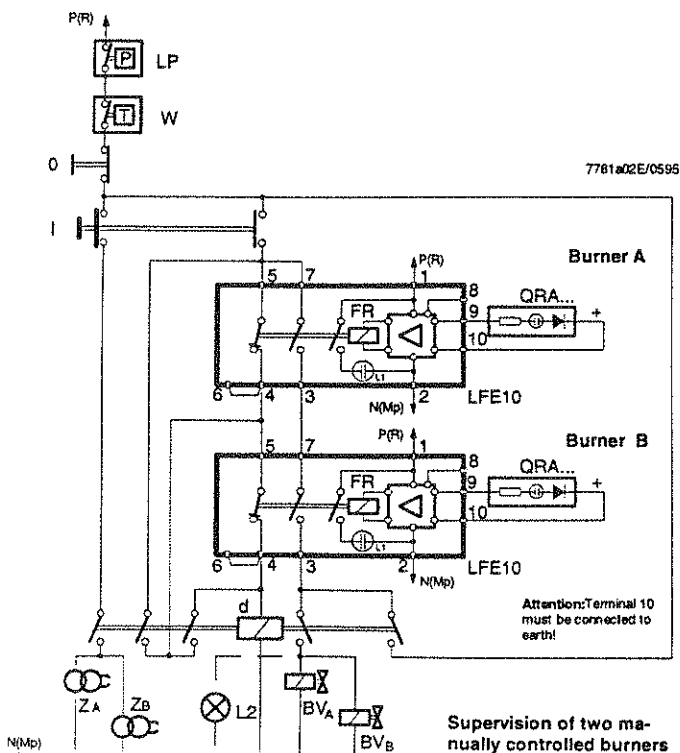 P(R)
P
LP
T
W
0
7781a02E/0595
I
P(R)
Burner A
5 7 1 8
FR
9
QRA...
+
10
L1
6 4 3 2
N(Mp)
LFE10
P(R)
Burner B
5 7 1 8
FR
9
QRA...
+
10
L1
6 4 3 2
N(Mp)
LFE10
d
Attention:Terminal 10
must be connected to
earth!
ZA
ZB
L2
BVA
BVB
N(Mp)
Supervision of two ma-
nually controlled burners